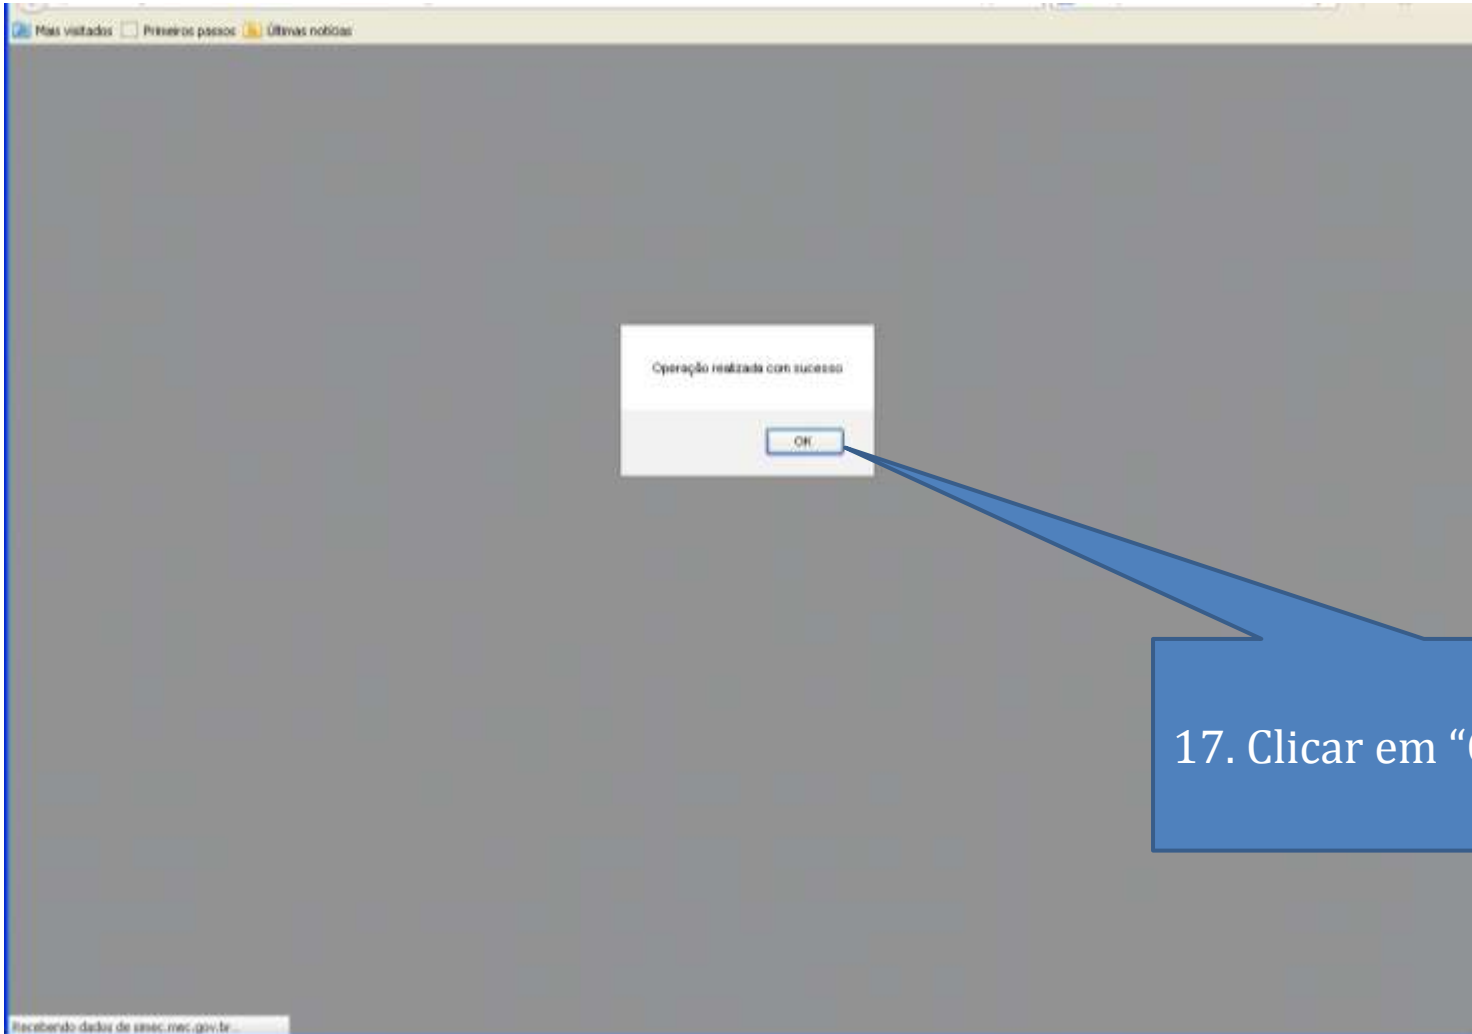 Mais visitados Primeiros passos Últimas notícias
Operação realizada com sucesso
OK
17. Clicar em “
Recebendo dados de simec.mec.gov.br...